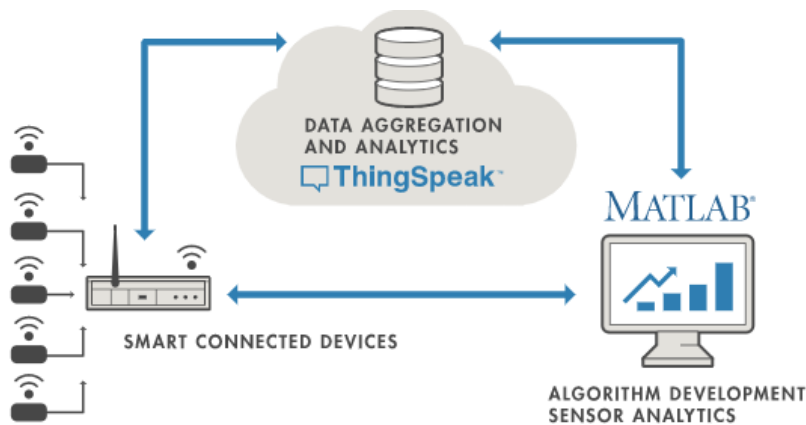 DATA AGGREGATION
AND ANALYTICS
ThingSpeak™
MATLAB®
SMART CONNECTED DEVICES
ALGORITHM DEVELOPMENT
SENSOR ANALYTICS